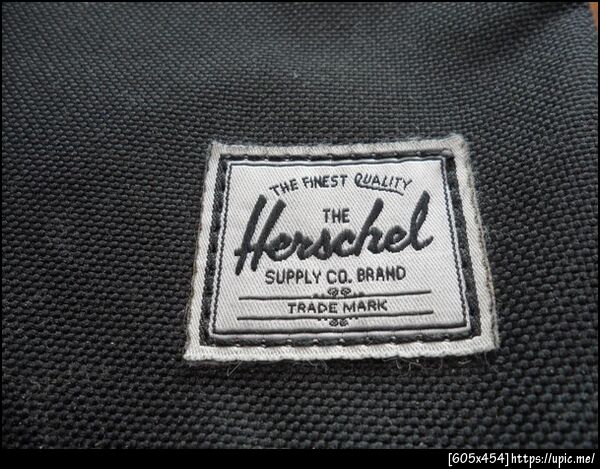 THE FINEST QUALITY
THE
Herschel
SUPPLY CO. BRAND
TRADE MARK
[605x454]https://upic.me/